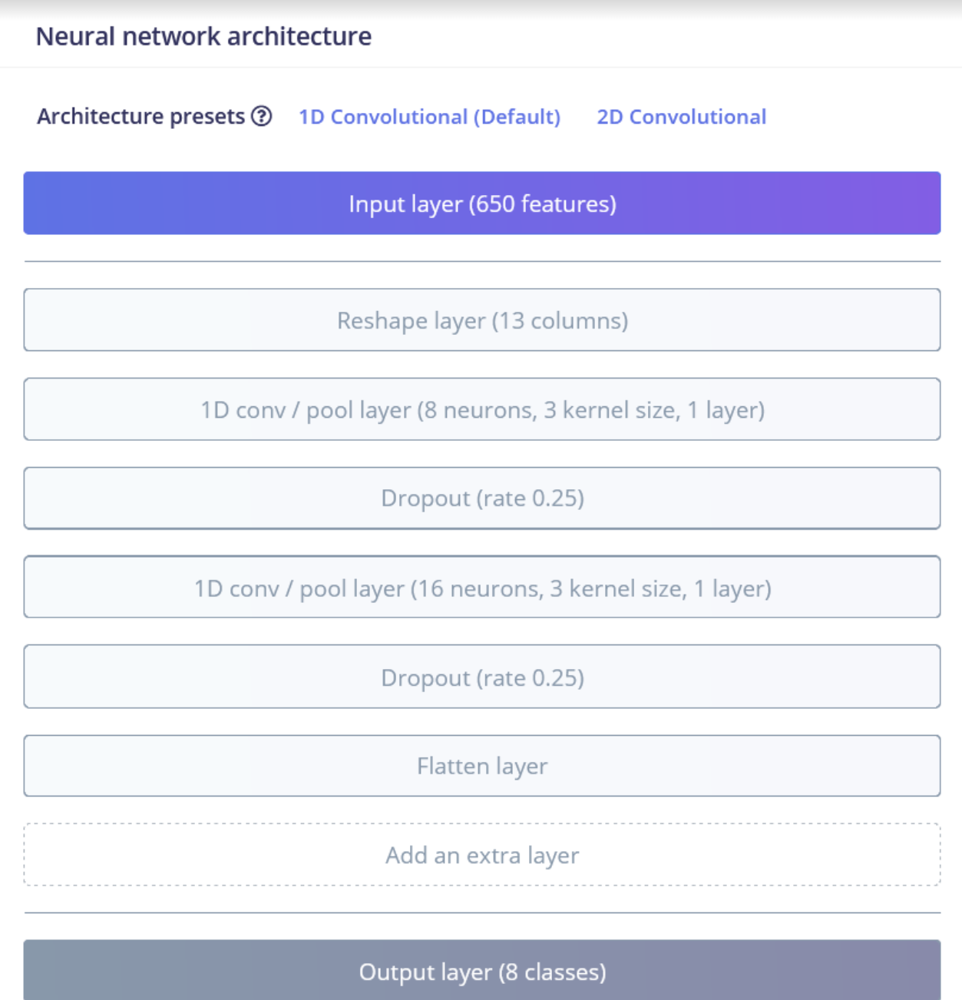 Neural network architecture
Architecture presets ? 1D Convolutional (Default) 2D Convolutional
Input layer (650 features)
Reshape layer (13 columns)
1D conv / pool layer (8 neurons, 3 kernel size, 1 layer)
Dropout (rate 0.25)
1D conv / pool layer (16 neurons, 3 kernel size, 1 layer)
Dropout (rate 0.25)
Flatten layer
Add an extra layer
Output layer (8 classes)